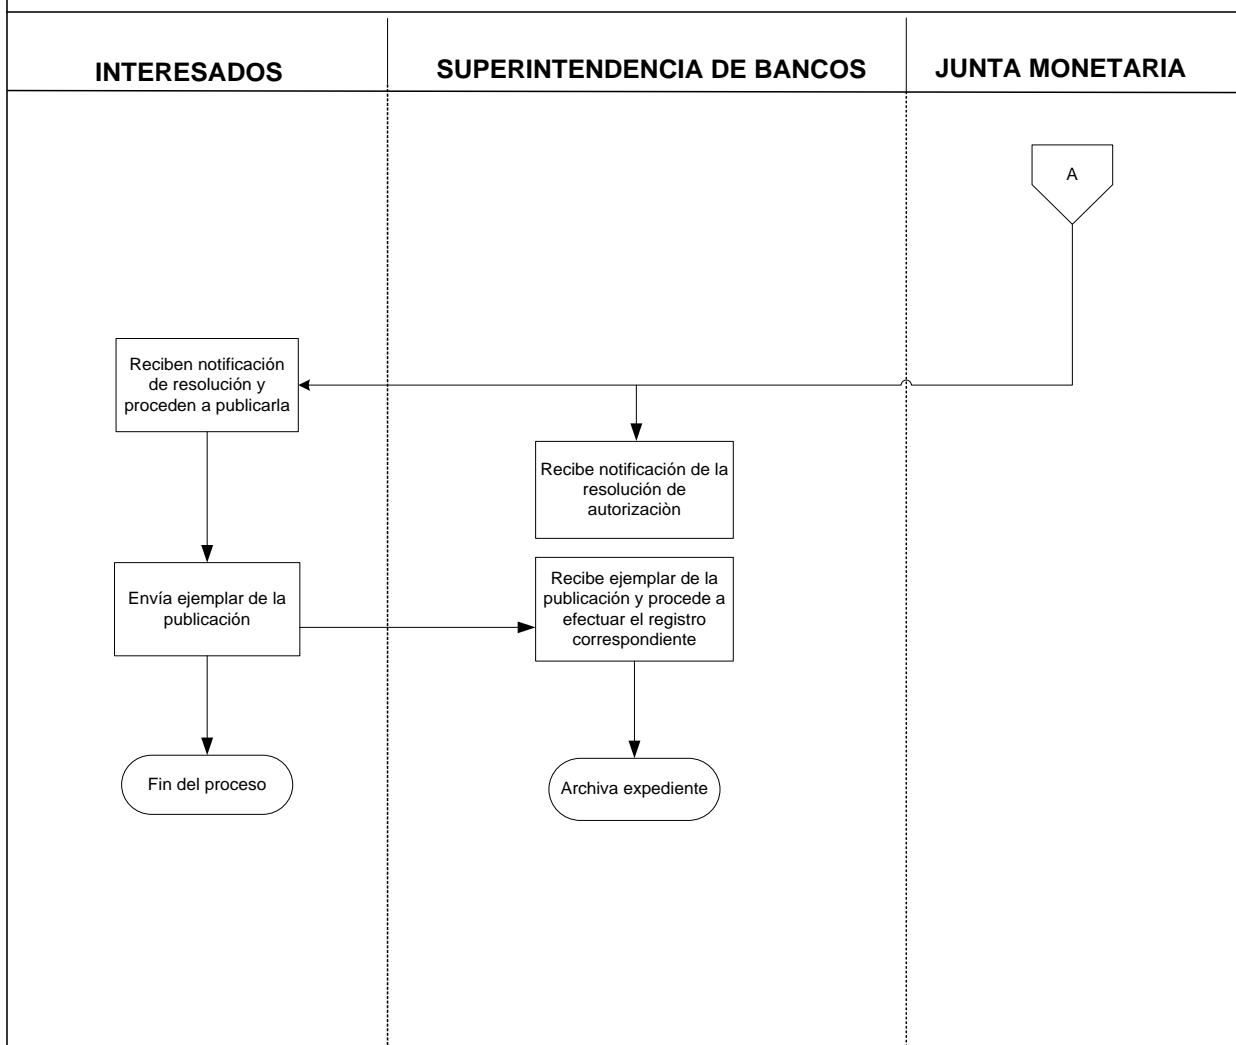 INTERESADOS
SUPERINTENDENCIA DE BANCOS
JUNTA MONETARIA
A
Reciben notificación
de resolución y
proceden a publicarla
Recibe notificación de la
resolución de
autorizaciòn
Envía ejemplar de la
publicación
Recibe ejemplar de la
publicación y procede a
efectuar el registro
correspondiente
Fin del proceso
Archiva expediente